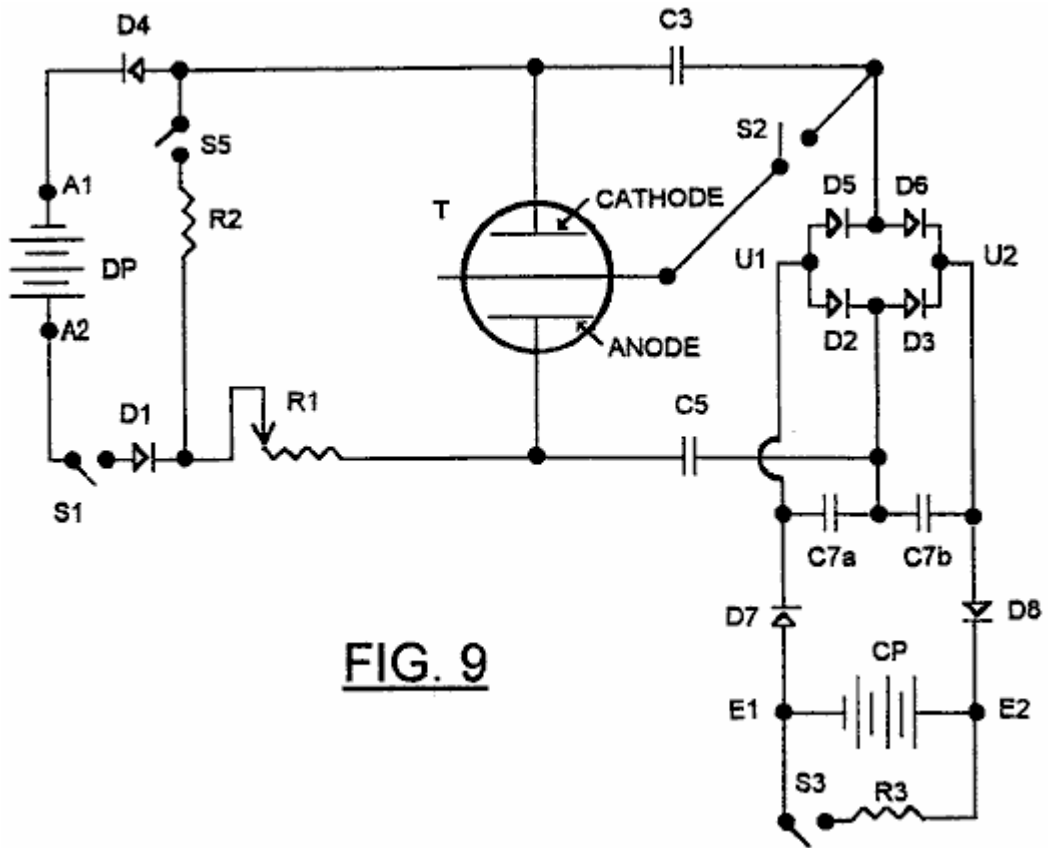 D4
C3
S5
S2
A1
T
CATHODE
D5
D6
R2
DP
U1
U2
A2
ANODE
D2
D3
D1
R1
C5
S1
C7a
C7b
D7
D8
FIG. 9
CP
E1
E2
S3
R3